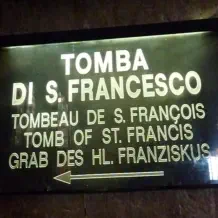 TOMBA
DI S. FRANCESCO
TOMBEAU DE S. FRANÇOIS
TOMB OF ST. FRANCIS
GRAB DES HL. FRANZISKUS